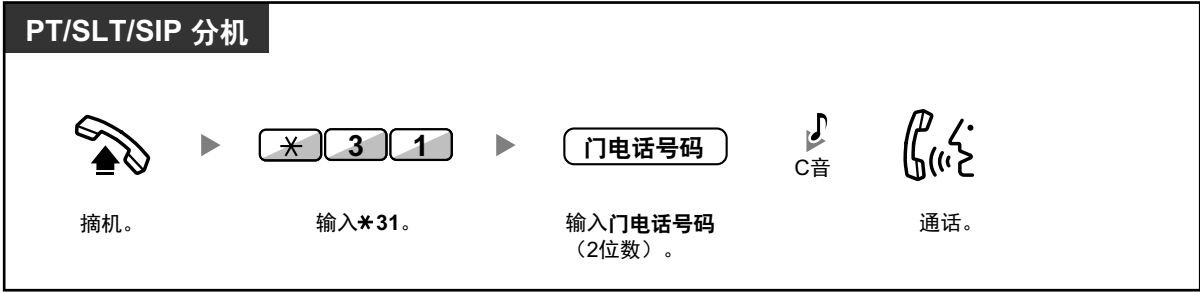 PT/SLT/SIP 分机
* 3 1
门电话号码
C音
摘机。
输入*31。
输入门电话号码
（2位数）。
通话。